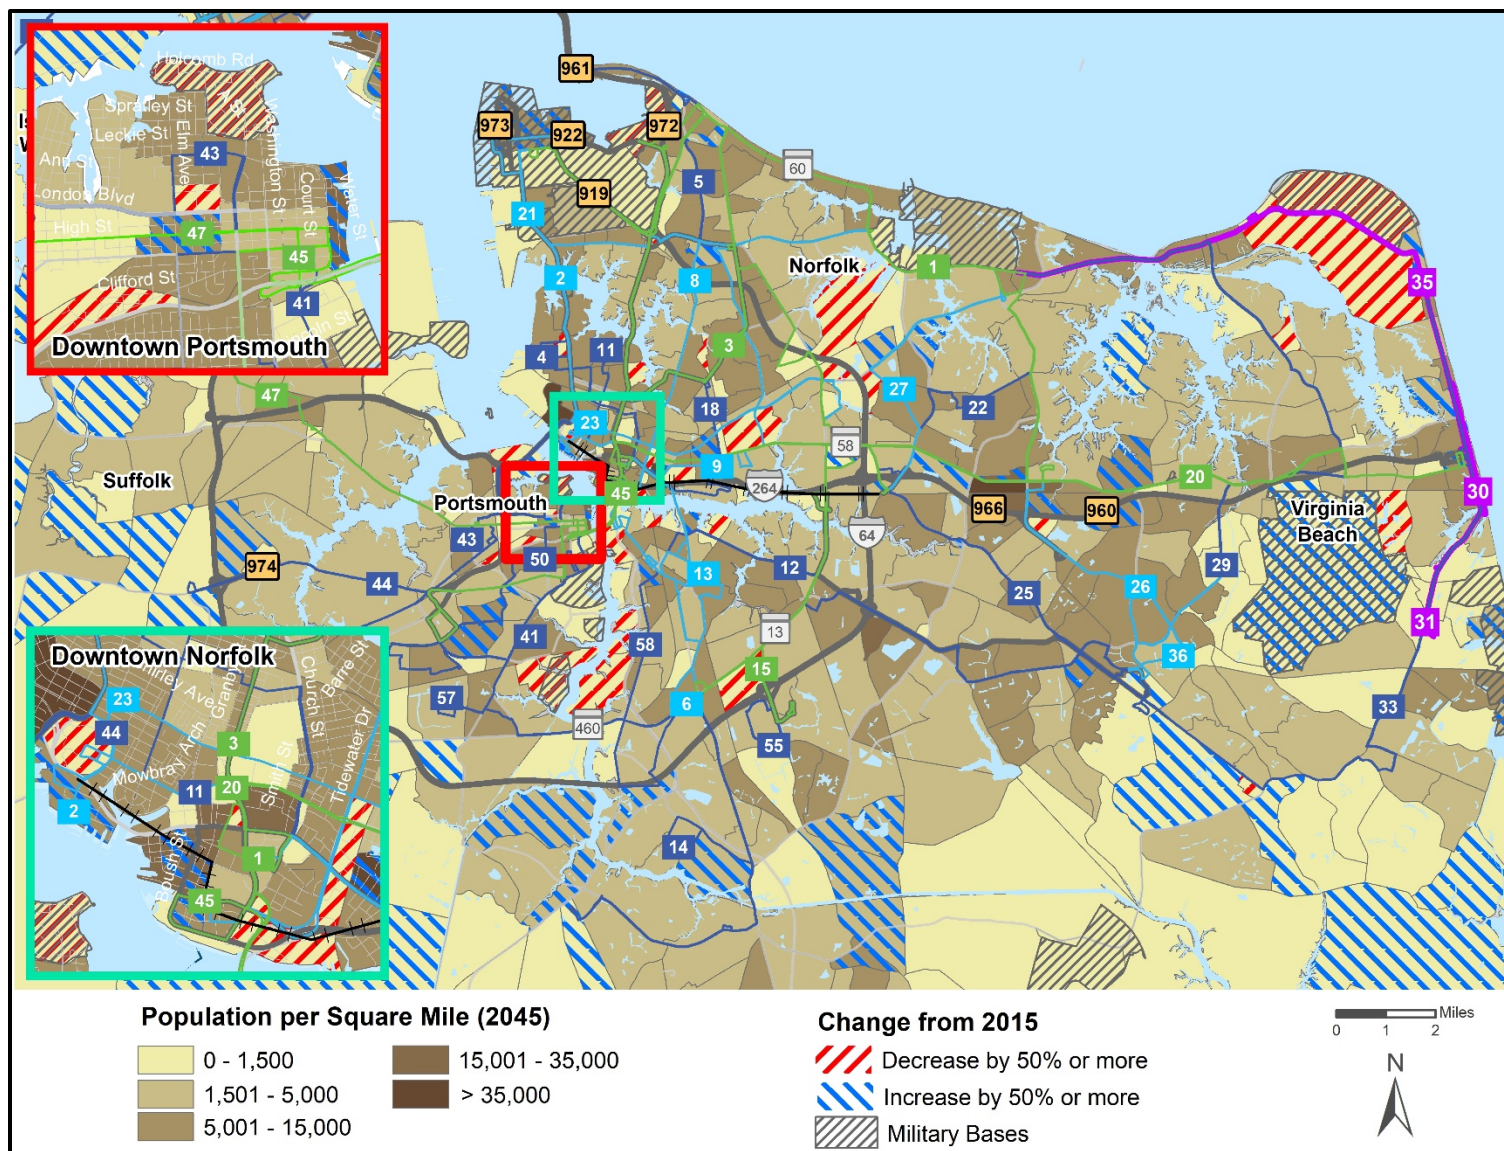 Holcomb Rd
Spratley St
Leckie St
Elm Ave
A St
Washington St
43
Ann St
London Blvd
Court St
Water St
High St
47
45
Clifford St
41
Lincoln St
Downtown Portsmouth
961
973
922
972
919
60
5
21
2
8
Norfolk
1
35
4
11
3
27
22
18
23
47
58
9
20
Suffolk
Portsmouth
45
264
966
960
30
Virginia
Beach
64
43
50
974
44
13
12
29
26
25
31
41
58
13
36
15
57
6
460
55
33
14
Downtown Norfolk
23
Shirley Ave
Granby
Church St
Barre St
44
Mowbray Arch
3
Smith St
Tidewater Dr
20
11
2
Boush St
1
45
Population per Square Mile (2045)
0 - 1,500
1,501 - 5,000
5,001 - 15,000
15,001 - 35,000
> 35,000
Change from 2015
Decrease by 50% or more
Increase by 50% or more
Military Bases
Miles
0 1 2
N